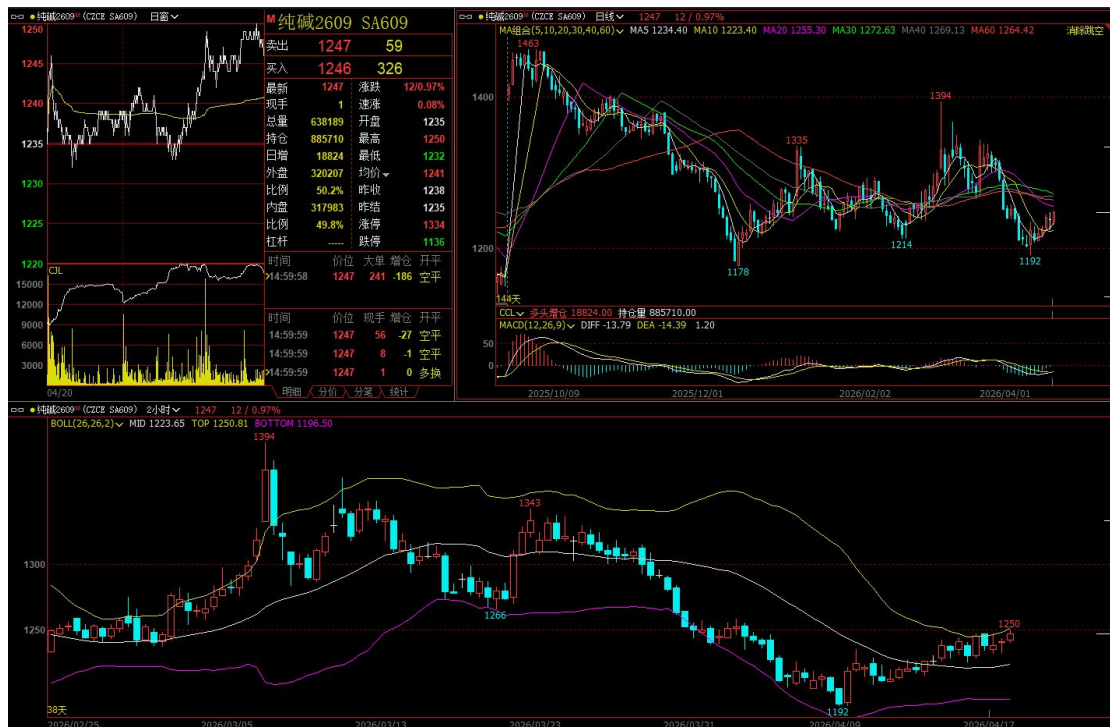 纯碱2609ᴹ (CZCE SA609) 日窗
1250
1245
1240
1235
1230
1225
1220
CJL
15000
12000
9000
6000
3000
04/20
M 纯碱2609 SA609
卖出 1247 59
买入 1246 326
最新 1247 涨跌 12/0.97%
现手 1 速涨 0.08%
总量 638189 开盘 1235
持仓 885710 最高 1250
日增 18824 最低 1232
外盘 320207 均价 1241
比例 50.2% 昨收 1238
内盘 317983 昨结 1235
比例 49.8% 涨停 1334
杠杆 ----- 跌停 1136
时间 价位 大单 增仓 开平
14:59:58 1247 241 -186 空平
时间 价位 现手 增仓 开平
14:59:59 1247 56 -27 空平
14:59:59 1247 8 -1 空平
14:59:59 1247 1 0 多换
明细 分价 分笔 统计
纯碱2609ᴹ (CZCE SA609) 日线 1247 12 / 0.97%
MA组合(5,10,20,30,40,60) MA5 1234.40 MA10 1223.40 MA20 1255.30 MA30 1272.63 MA40 1269.13 MA60 1264.42 消除跳空
1463
1400
1394
1335
1200
1214
1178
1192
144天
CCL 多头增仓 18824.00 持仓量 885710.00
MACD(12,26,9) DIFF -13.79 DEA -14.39 1.20
50
0
2025/10/09 2025/12/01 2026/02/02 2026/04/01
纯碱2609ᴹ (CZCE SA609) 2小时 1247 12 / 0.97%
BOLL(26,26,2) MID 1223.65 TOP 1250.81 BOTTOM 1196.50
1394
1343
1300
1266
1250
1250
1192
38天
2026/02/25 2026/03/05 2026/03/13 2026/03/23 2026/03/31 2026/04/09 2026/04/17